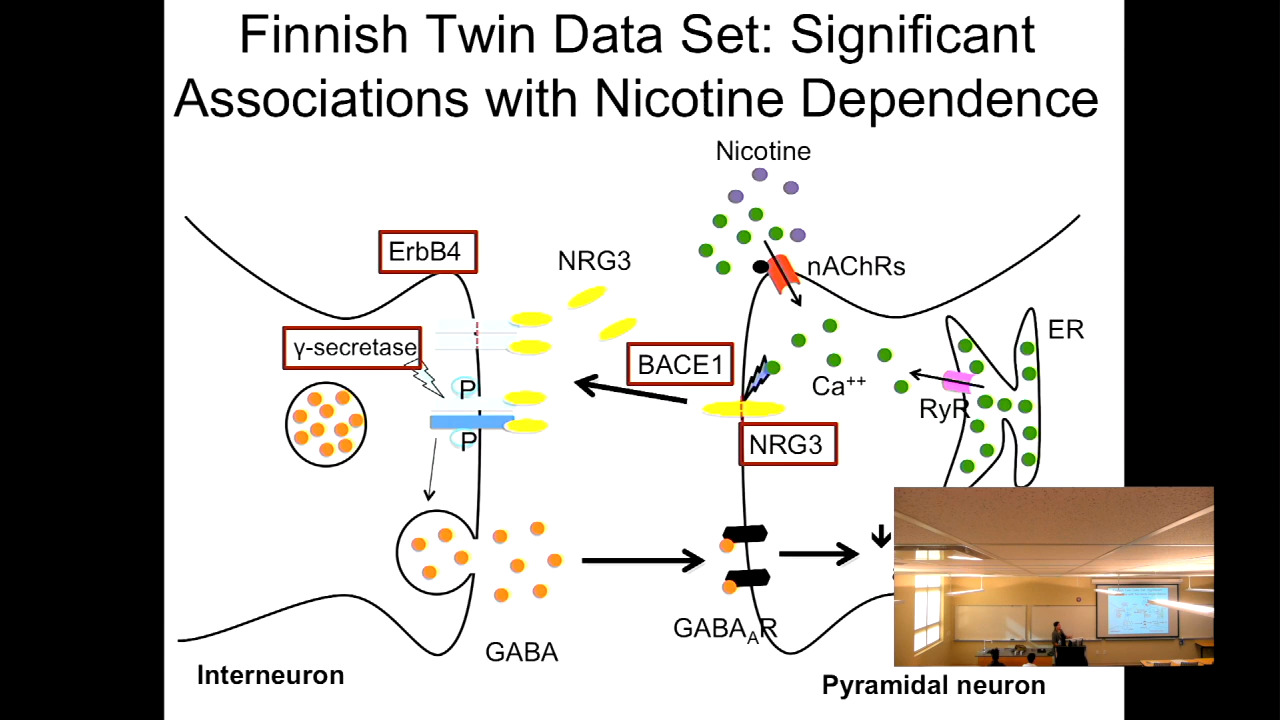 Finnish Twin Data Set: Significant
Associations with Nicotine Dependence
Nicotine
ErbB4
NRG3
nAChRs
ER
γ-secretase
BACE1
Ca++
P
RyR
NRG3
P
GABA
GABAAR
Interneuron
Pyramidal neuron